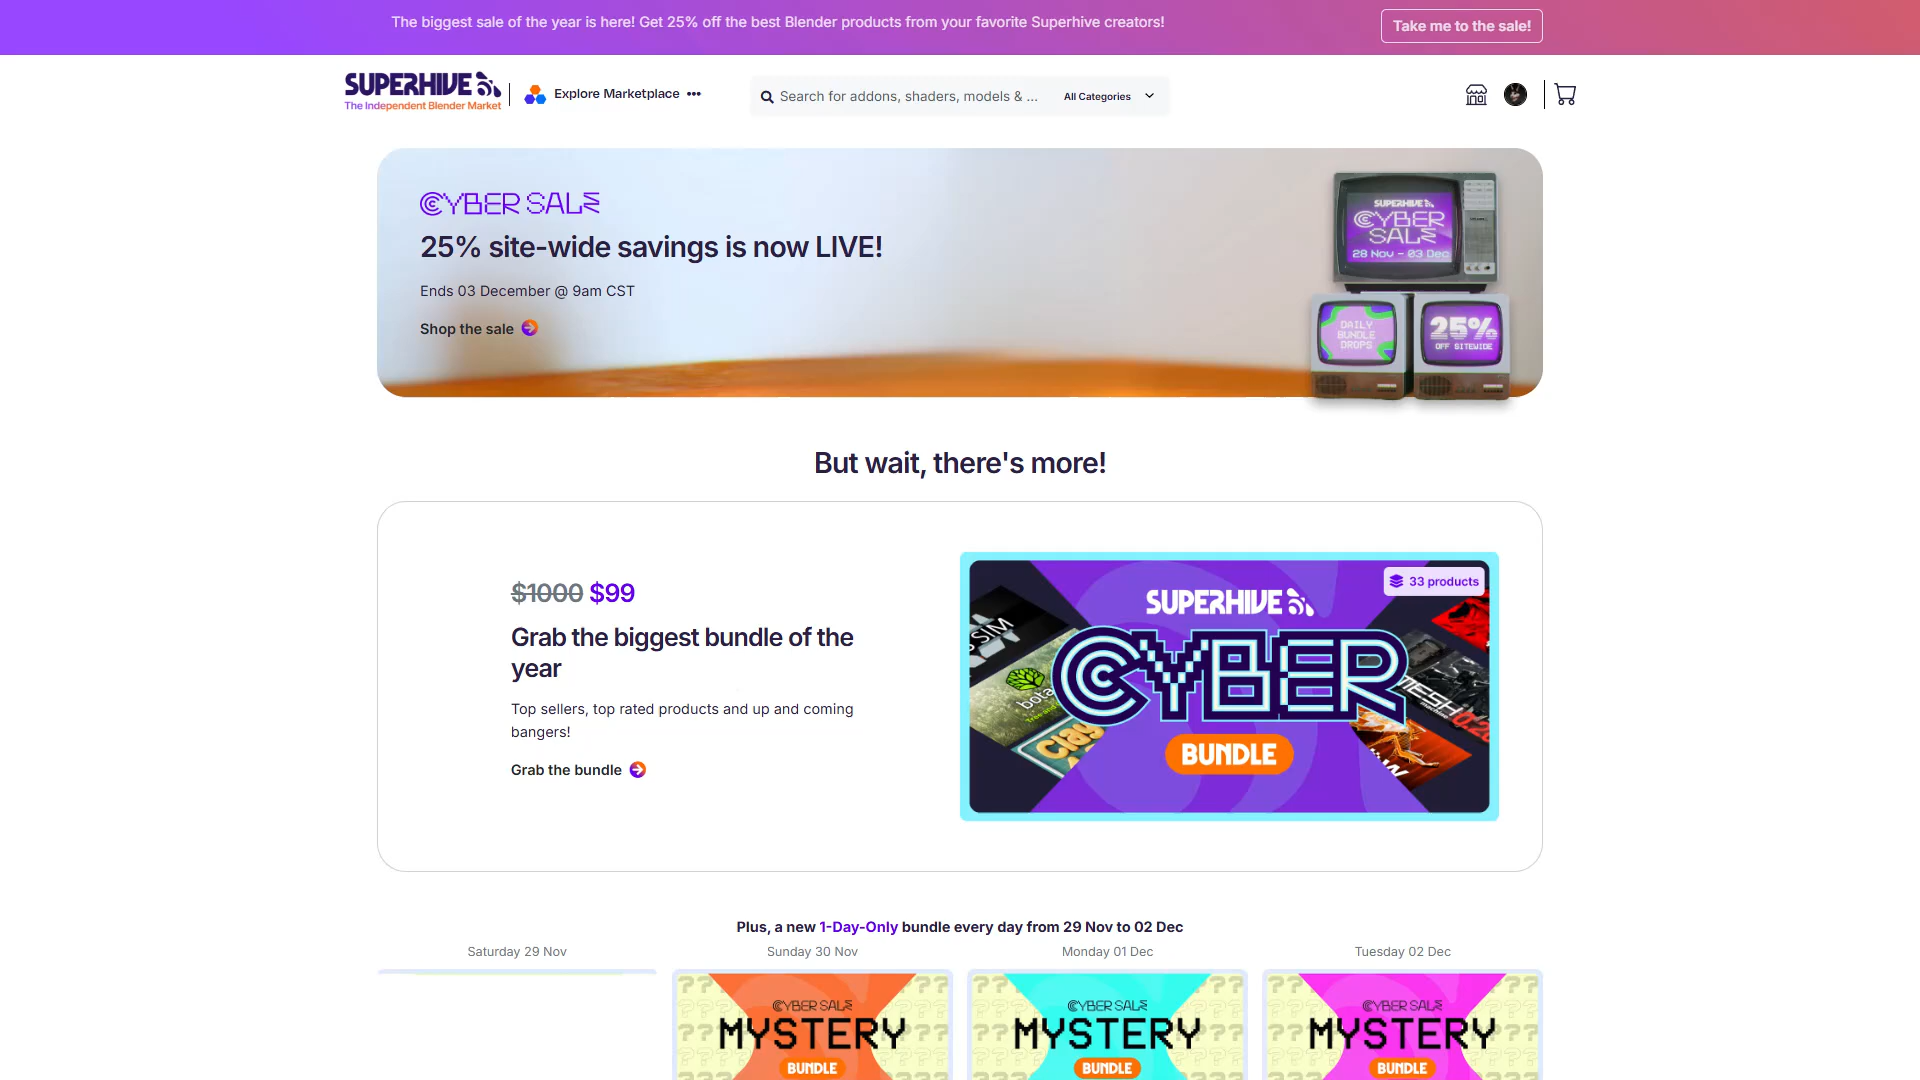 The biggest sale of the year is here! Get 25% off the best Blender products from your favorite Superhive creators!
Take me to the sale!
SUPERHIVE
The Independent Blender Market
Explore Marketplace
Search for addons, shaders, models & ...
All Categories
CYBER SALE
25% site-wide savings is now LIVE!
Ends 03 December @ 9am CST
Shop the sale
SUPERHIVE
CYBER
SALE
28 Nov - 03 Dec
DAILY
BUNDLE
DROPS
25%
OFF SITEWIDE
But wait, there's more!
$1000 $99
Grab the biggest bundle of the
year
Top sellers, top rated products and up and coming
bangers!
Grab the bundle
33 products
SUPERHIVE
CYBER
BUNDLE
SIM
Clay
MESH
machine
Plus, a new 1-Day-Only bundle every day from 29 Nov to 02 Dec
Saturday 29 Nov
Sunday 30 Nov
Monday 01 Dec
Tuesday 02 Dec
CYBER SALE
MYSTERY
BUNDLE
CYBER SALE
MYSTERY
BUNDLE
CYBER SALE
MYSTERY
BUNDLE